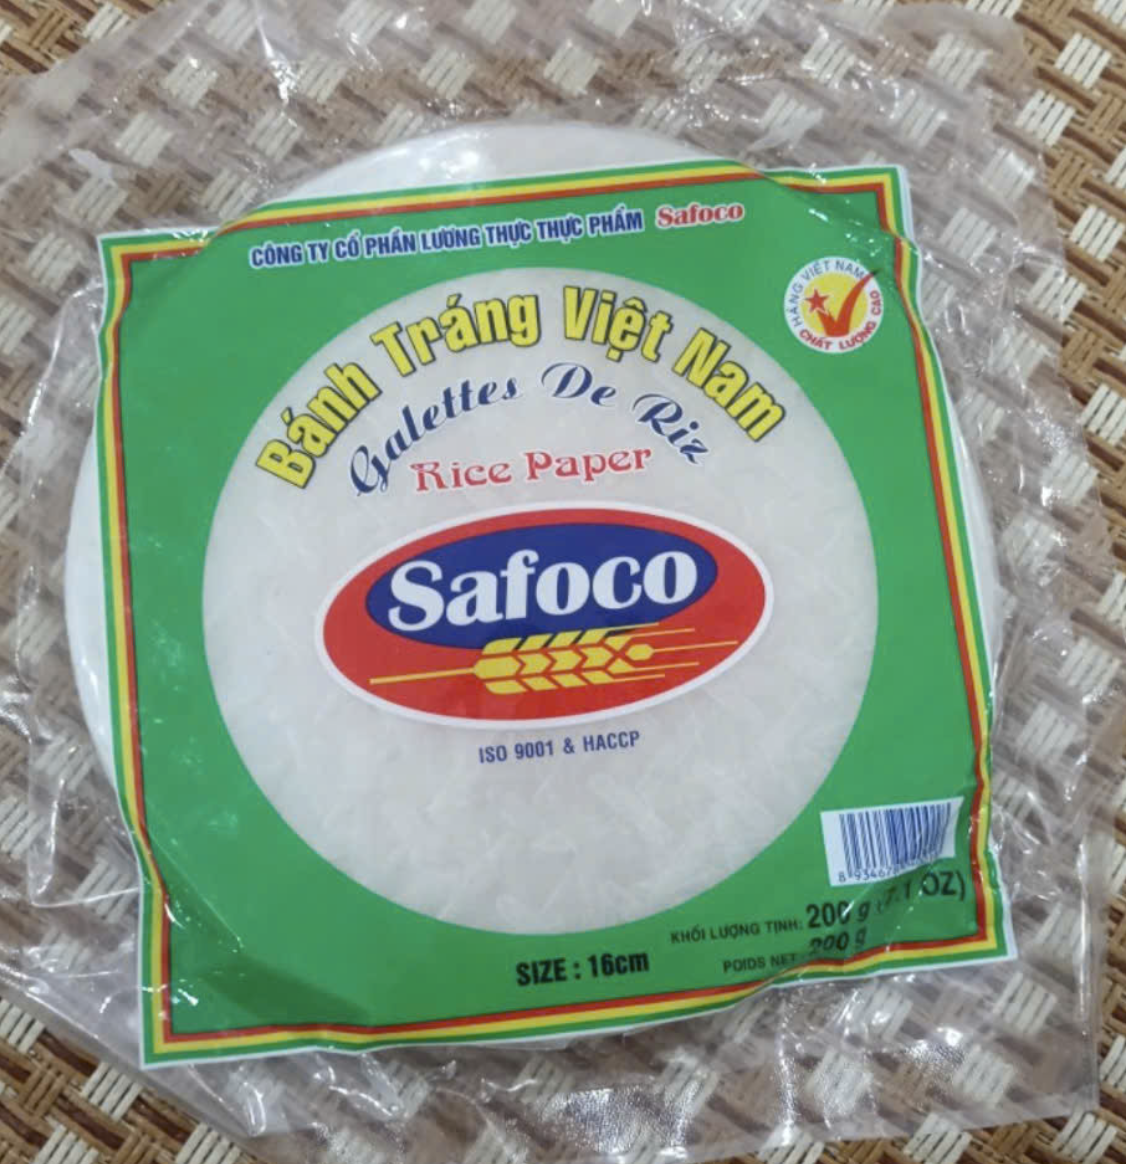 CÔNG TY CỔ PHẦN LƯƠNG THỰC THỰC PHẨM Safoco
HÀNG VIỆT NAM
CHẤT LƯỢNG CAO
Bánh Tráng Việt Nam
Galettes De Riz
Rice Paper
Safoco
ISO 9001 & HACCP
KHỐI LƯỢNG TỊNH: 200 g (7.1 OZ)
POIDS NET 200 g
SIZE : 16cm